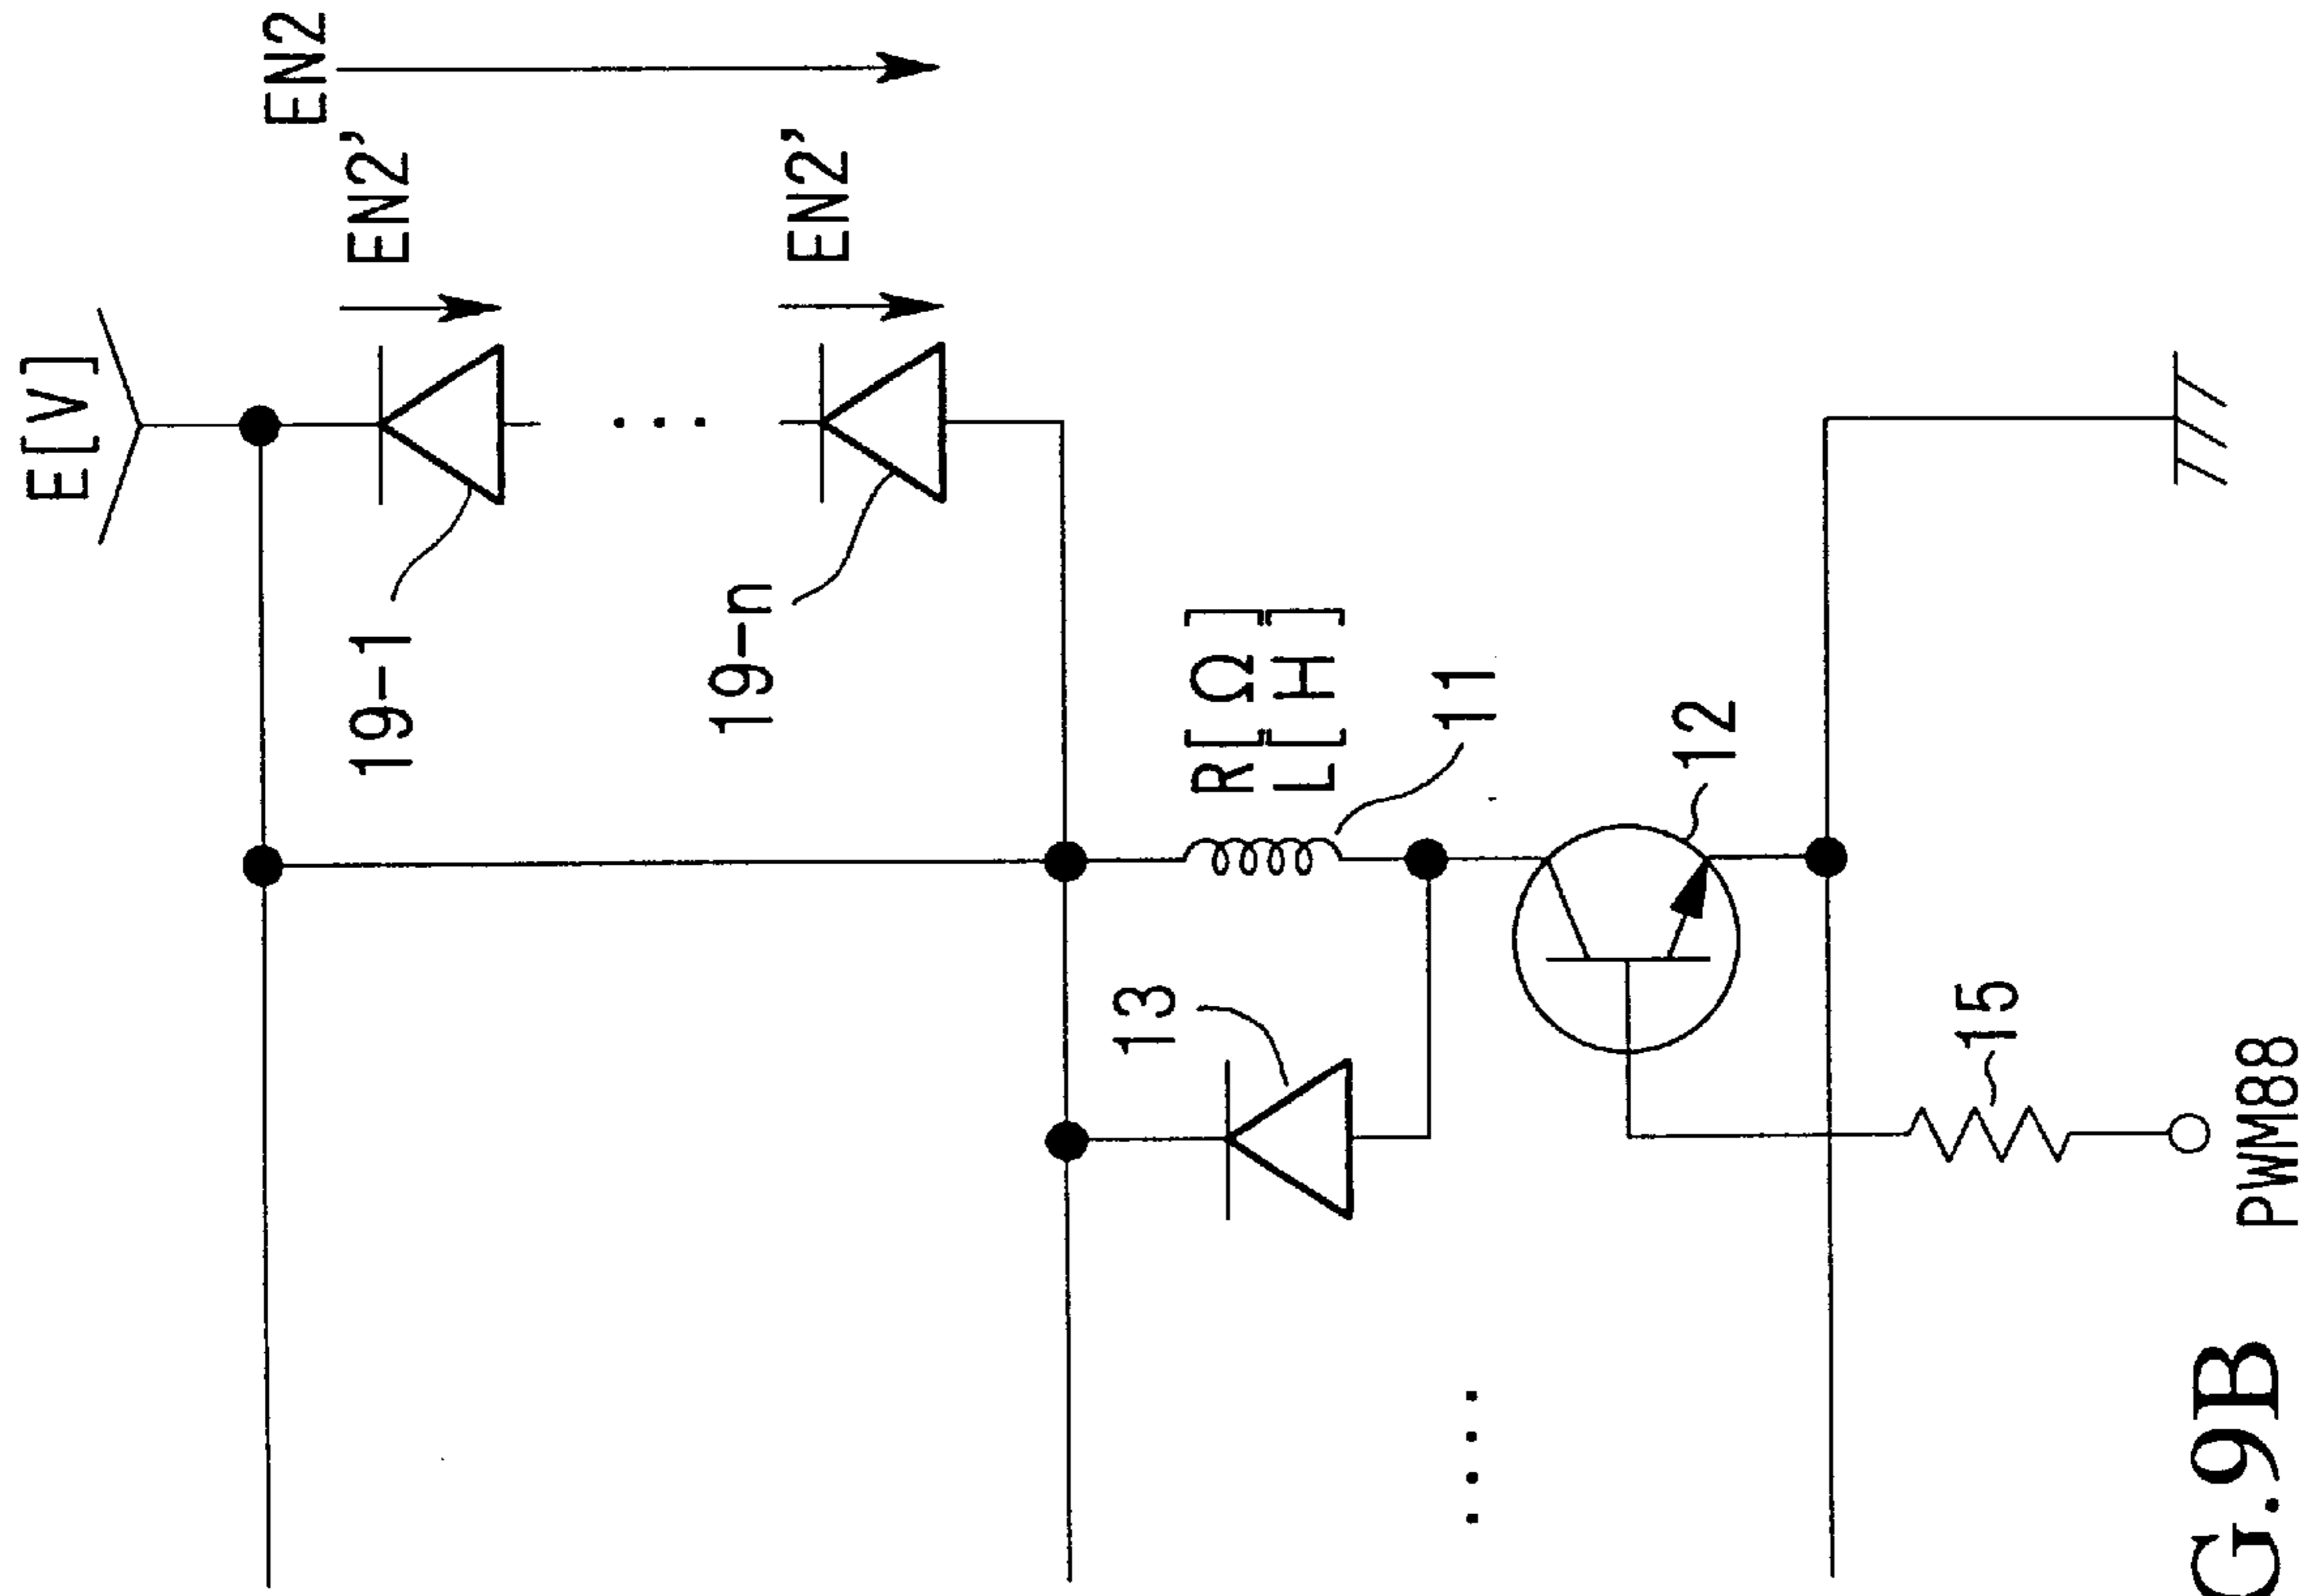 E[V]
EN2
EN2'
EN2'
19-1
19-n
R[Ω]
L[H]
11
12
13
15
PWM88
G.9B